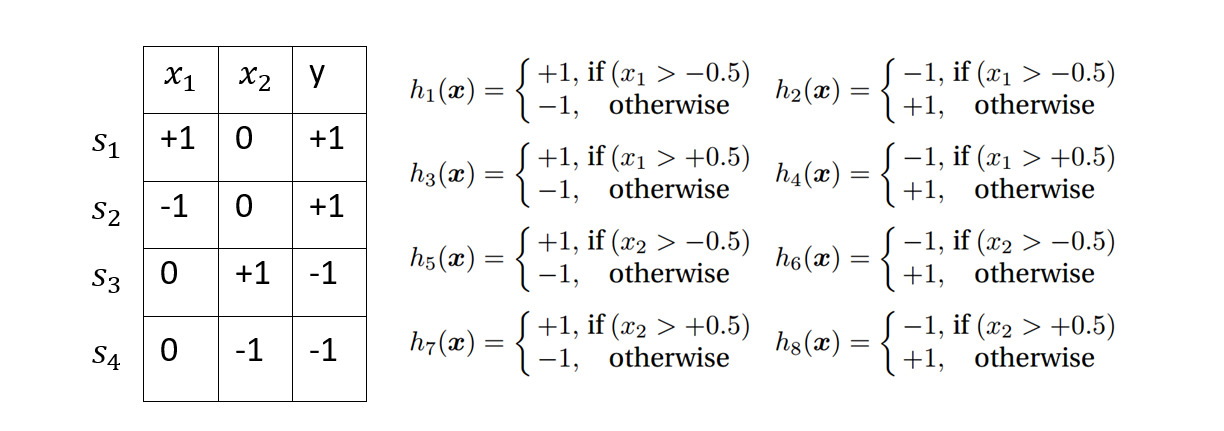 x₁ x₂ y
s₁ +1 0 +1
s₂ -1 0 +1
s₃ 0 +1 -1
s₄ 0 -1 -1
h₁(x) = { +1, if (x₁ > −0.5)
−1, otherwise
h₂(x) = { −1, if (x₁ > −0.5)
+1, otherwise
h₃(x) = { +1, if (x₁ > +0.5)
−1, otherwise
h₄(x) = { −1, if (x₁ > +0.5)
+1, otherwise
h₅(x) = { +1, if (x₂ > −0.5)
−1, otherwise
h₆(x) = { −1, if (x₂ > −0.5)
+1, otherwise
h₇(x) = { +1, if (x₂ > +0.5)
−1, otherwise
h₈(x) = { −1, if (x₂ > +0.5)
+1, otherwise